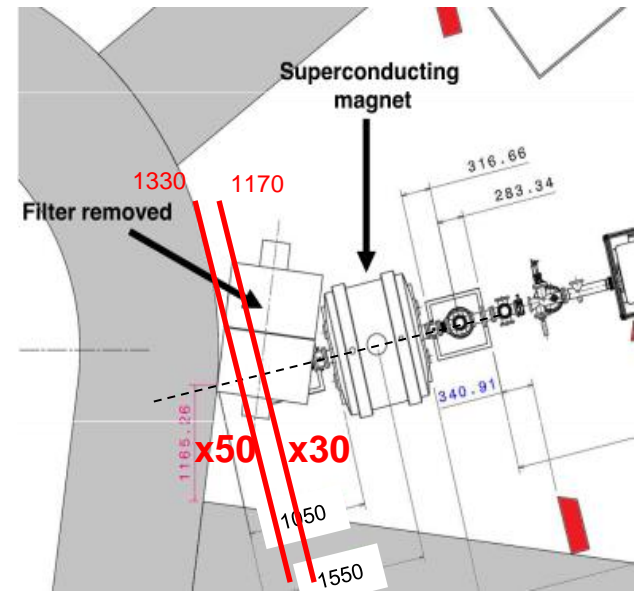 Superconducting
magnet
316.66
283.34
1330
1170
Filter removed
340.91
1165.26
x50
x30
1050
1550